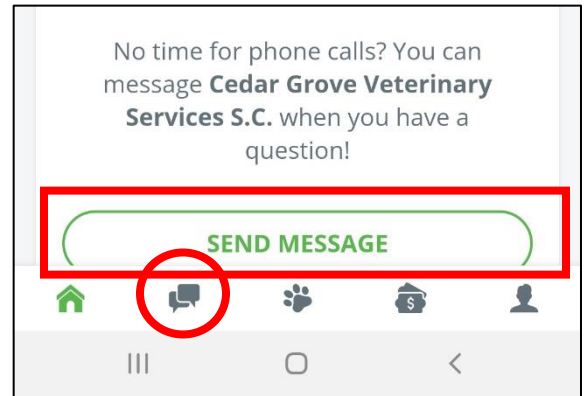 No time for phone calls? You can
message Cedar Grove Veterinary
Services S.C. when you have a
question!
SEND MESSAGE
$